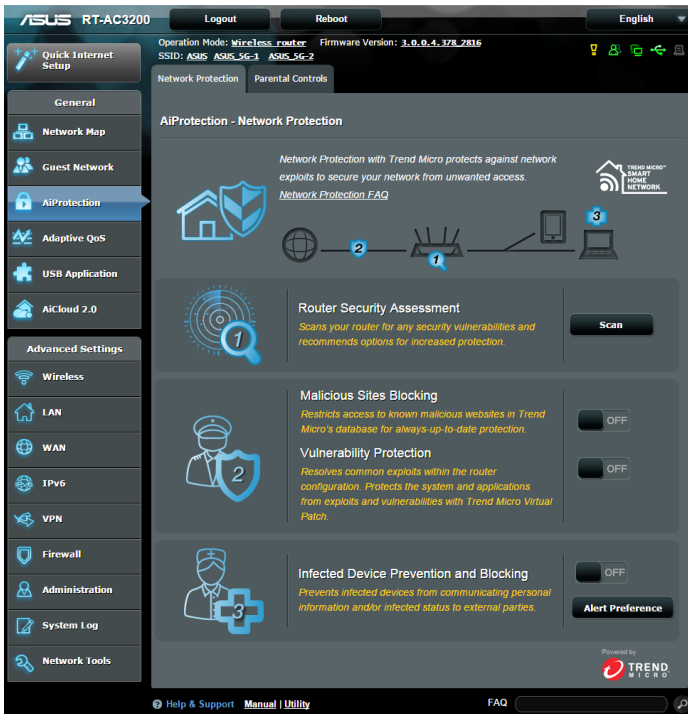 ASUS RT-AC3200
Logout
Reboot
English
Quick Internet
Setup
Operation Mode: Wireless router Firmware Version: 3.0.0.4.378_2816
SSID: ASUS ASUS_5G-1 ASUS_5G-2
Network Protection
Parental Controls
General
Network Map
Guest Network
AiProtection
Adaptive QoS
USB Application
AiCloud 2.0
Advanced Settings
Wireless
LAN
WAN
IPv6
VPN
Firewall
Administration
System Log
Network Tools
AiProtection - Network Protection
Network Protection with Trend Micro protects against network
exploits to secure your network from unwanted access.
Network Protection FAQ
TREND MICRO™
SMART
HOME
NETWORK
3
2
1
1
Router Security Assessment
Scans your router for any security vulnerabilities and
recommends options for increased protection.
Scan
2
Malicious Sites Blocking
Restricts access to known malicious websites in Trend
Micro's database for always-up-to-date protection.
OFF
Vulnerability Protection
Resolves common exploits within the router
configuration. Protects the system and applications
from exploits and vulnerabilities with Trend Micro Virtual
Patch.
OFF
3
Infected Device Prevention and Blocking
Prevents infected devices from communicating personal
information and/or infected status to external parties.
OFF
Alert Preference
Powered by
TREND
MICRO
Help & Support Manual | Utility
FAQ